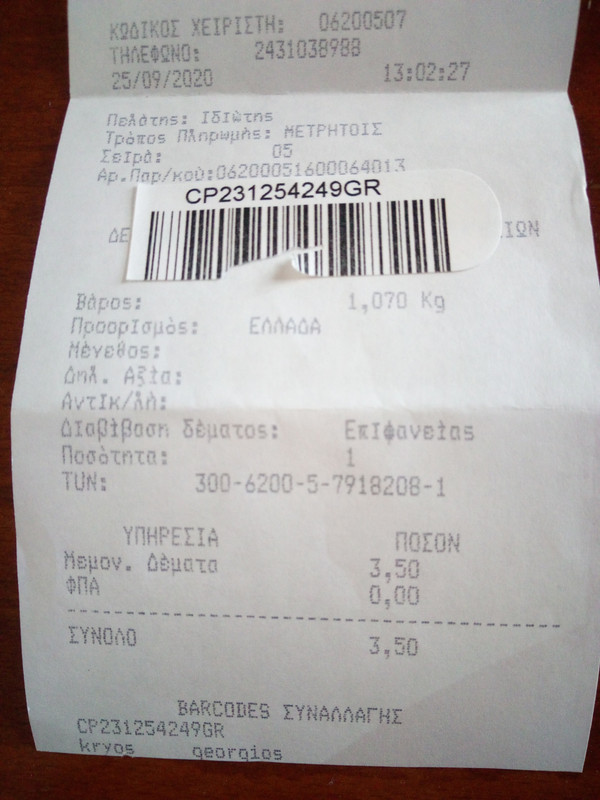 ΚΩΔΙΚΟΣ ΧΕΙΡΙΣΤΗ: 06200507
ΤΗΛΕΦΩΝΟ: 2431038988
25/09/2020 13:02:27
Πελάτης: Ιδιώτης
Τρόπος Πληρωμής: ΜΕΤΡΗΤΟΙΣ
Σειρά: 05
Αρ.Παρ/κού:06200051600064013
CP231254249GR
Βάρος: 1,070 Kg
Προορισμός: ΕΛΛΑΔΑ
Μέγεθος:
Δηλ. Αξία:
Αντικ/λή:
Διαβίβαση δέματος: Επιφανείας
Ποσότητα: 1
TUN: 300-6200-5-7918208-1
ΥΠΗΡΕΣΙΑ ΠΟΣΟΝ
Μεμον. Δέματα 3,50
ΦΠΑ 0,00
ΣΥΝΟΛΟ 3,50
BARCODES ΣΥΝΑΛΛΑΓΗΣ
CP231254249GR
kryos georgios